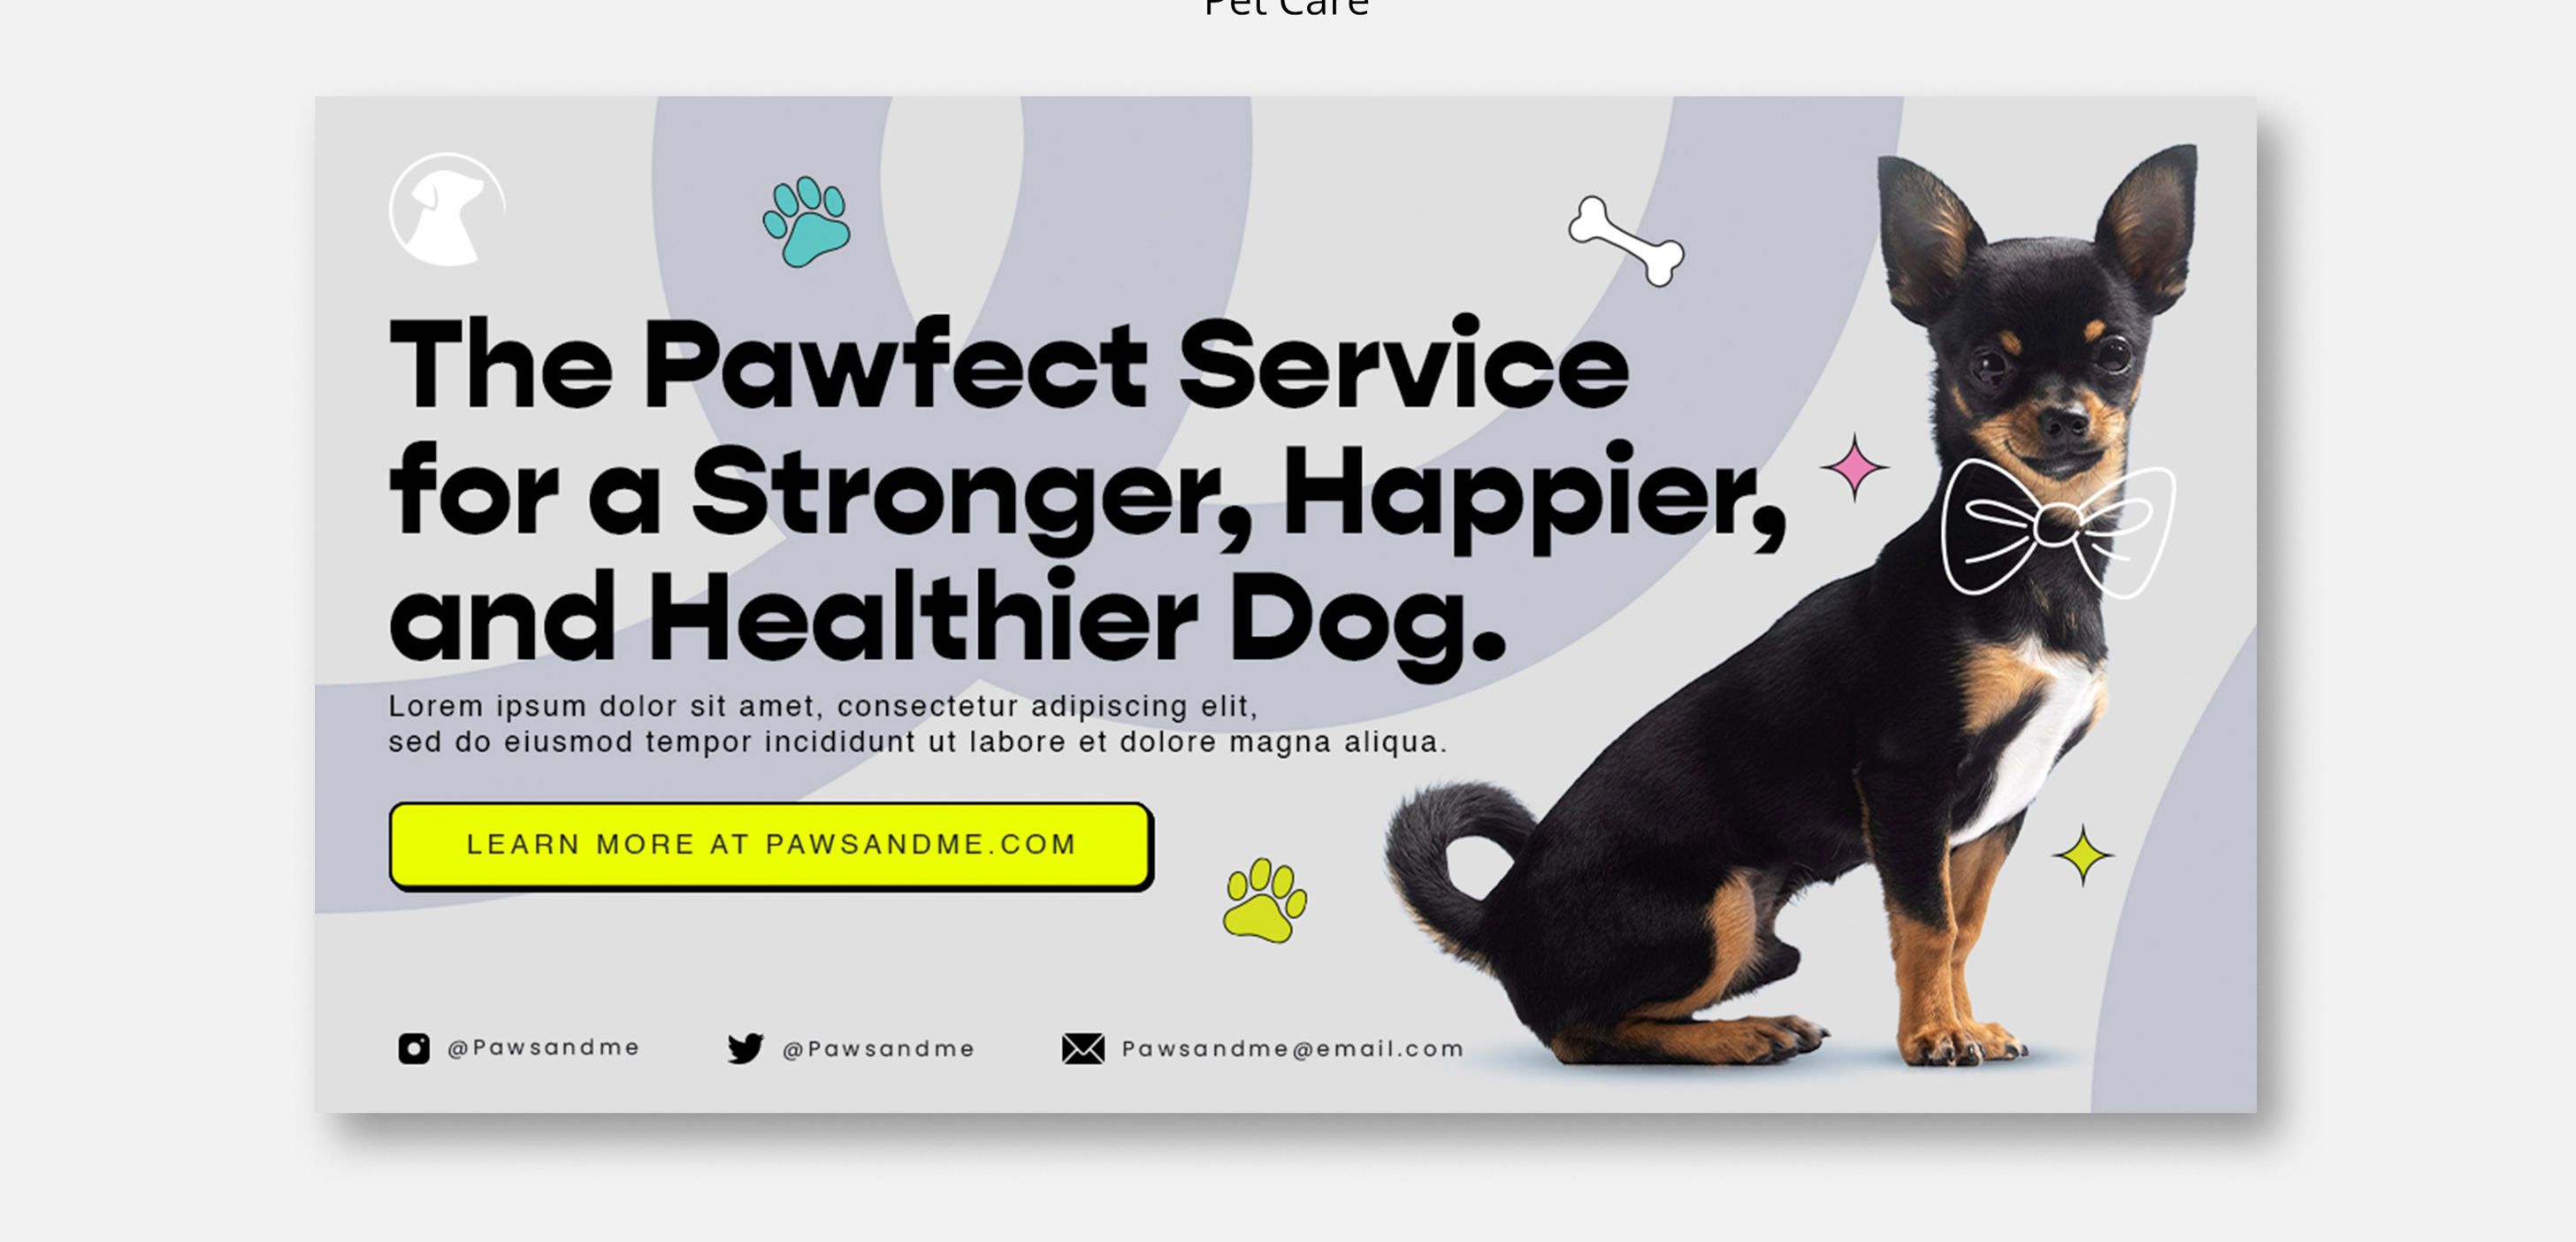 Pet Care
The Pawfect Service
for a Stronger, Happier,
and Healthier Dog.
Lorem ipsum dolor sit amet, consectetur adipiscing elit,
sed do eiusmod tempor incididunt ut labore et dolore magna aliqua.
LEARN MORE AT PAWSANDME.COM
@Pawsandme @Pawsandme Pawsandme@email.com